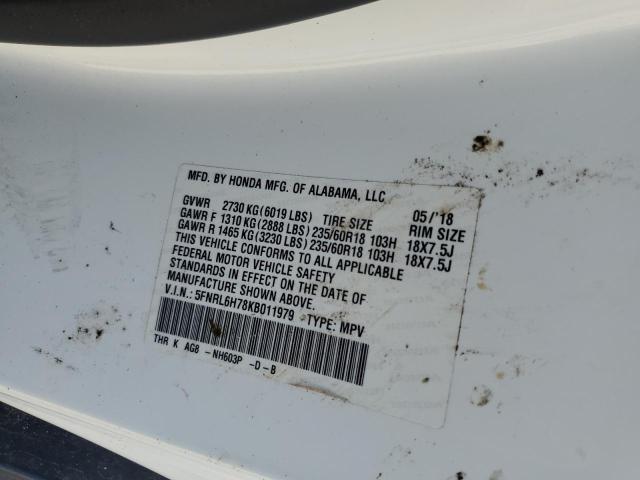 MFD. BY HONDA MFG. OF ALABAMA, LLC
05/'18
GVWR 2730 KG(6019 LBS) TIRE SIZE RIM SIZE
GAWR F 1310 KG(2888 LBS) 235/60R18 103H 18X7.5J
GAWR R 1465 KG(3230 LBS) 235/60R18 103H 18X7.5J
THIS VEHICLE CONFORMS TO ALL APPLICABLE
FEDERAL MOTOR VEHICLE SAFETY
STANDARDS IN EFFECT ON THE DATE OF
MANUFACTURE SHOWN ABOVE.
V.I.N.: 5FNRL6H78KB011979 TYPE: MPV
THR K AG8 -NH603P -D-B